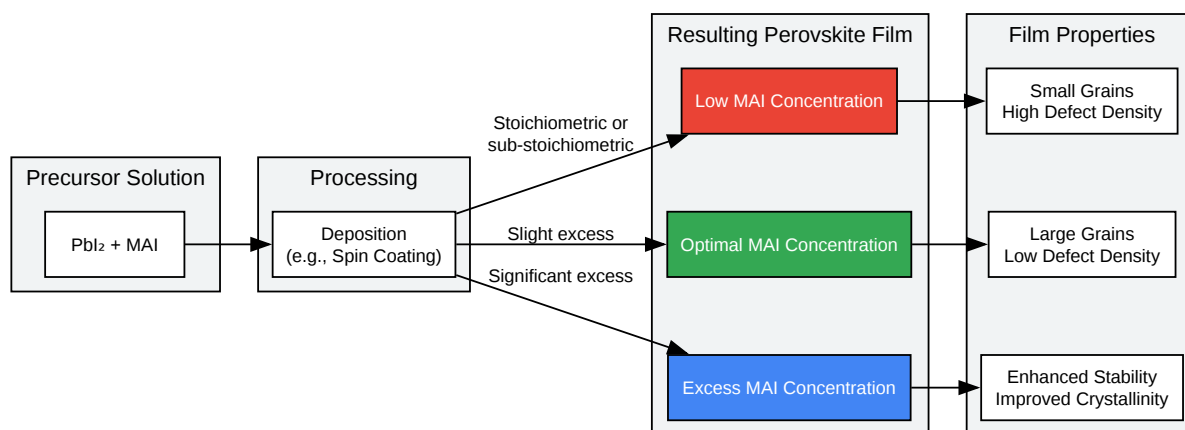 Precursor Solution
PbI₂ + MAI
Processing
Deposition
(e.g., Spin Coating)
Stoichiometric or
sub-stoichiometric
Slight excess
Significant excess
Resulting Perovskite Film
Low MAI Concentration
Optimal MAI Concentration
Excess MAI Concentration
Film Properties
Small Grains
High Defect Density
Large Grains
Low Defect Density
Enhanced Stability
Improved Crystallinity